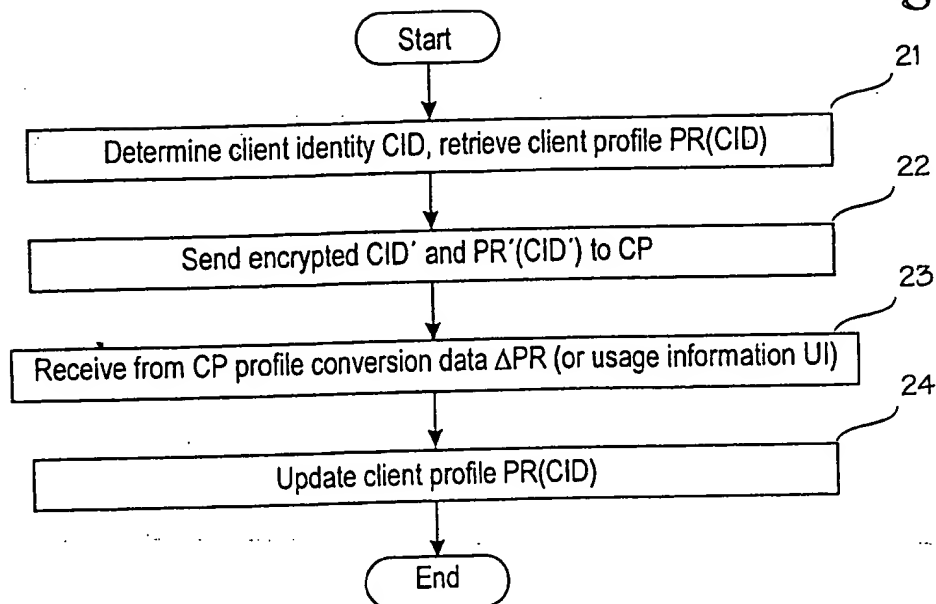 Start
21
Determine client identity CID, retrieve client profile PR(CID)
22
Send encrypted CID´ and PR´(CID´) to CP
23
Receive from CP profile conversion data ΔPR (or usage information UI)
24
Update client profile PR(CID)
End